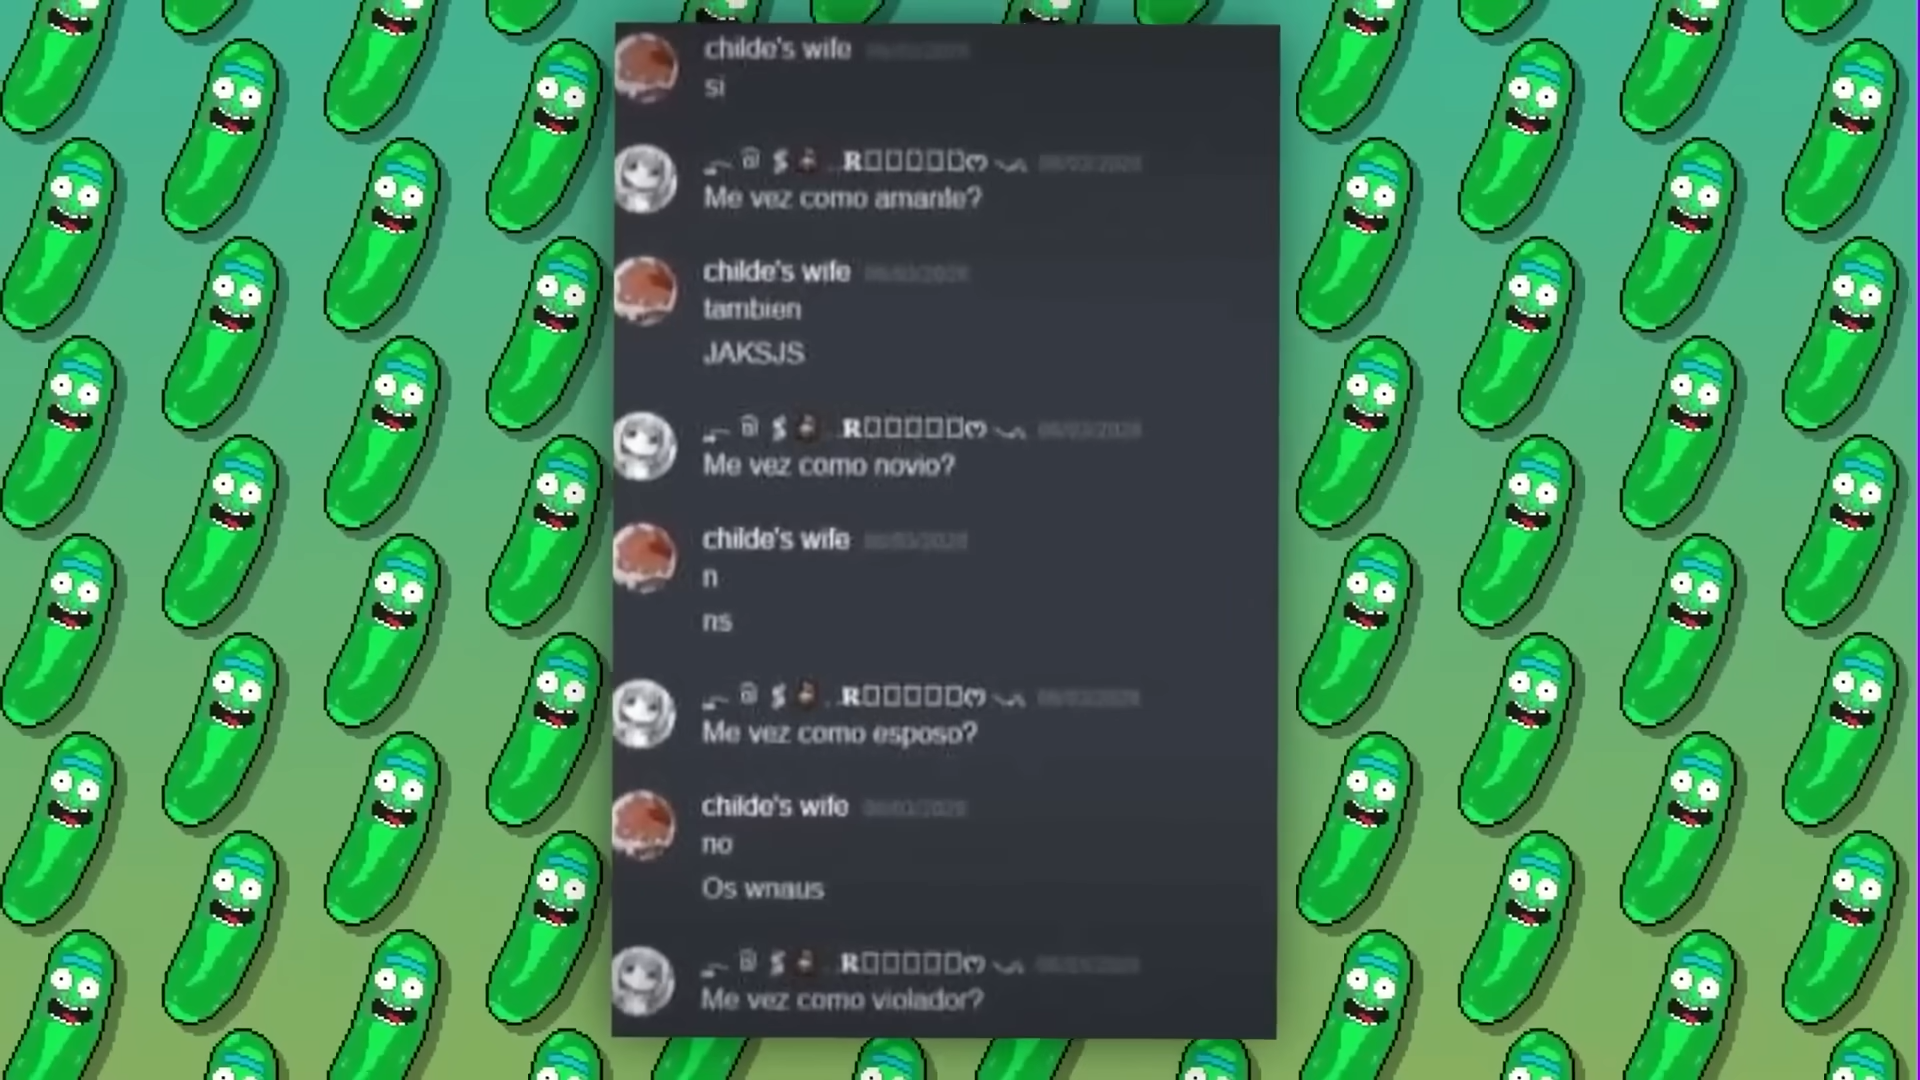 childe's wife
si
R
Me vez como amante?
childe's wife
tambien
JAKSJS
R
Me vez como novio?
childe's wife
n
ns
R
Me vez como esposo?
childe's wife
no
Os wnaus
R
Me vez como violador?